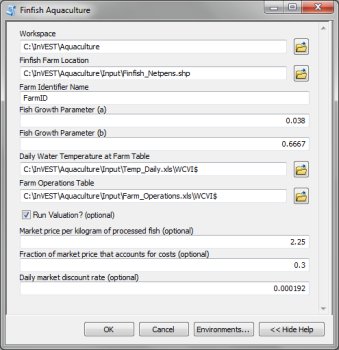 Finfish Aquaculture
Workspace
C:\InVEST\Aquaculture
Finfish Farm Location
C:\InVEST\Aquaculture\Input\Finfish_Netpens.shp
Farm Identifier Name
FarmID
Fish Growth Parameter (a)
0.038
Fish Growth Parameter (b)
0.6667
Daily Water Temperature at Farm Table
C:\InVEST\Aquaculture\Input\Temp_Daily.xls\WCVI$
Farm Operations Table
C:\InVEST\Aquaculture\Input\Farm_Operations.xls\WCVI$
Run Valuation? (optional)
Market price per kilogram of processed fish (optional)
2.25
Fraction of market price that accounts for costs (optional)
0.3
Daily market discount rate (optional)
0.000192
OK Cancel Environments... << Hide Help